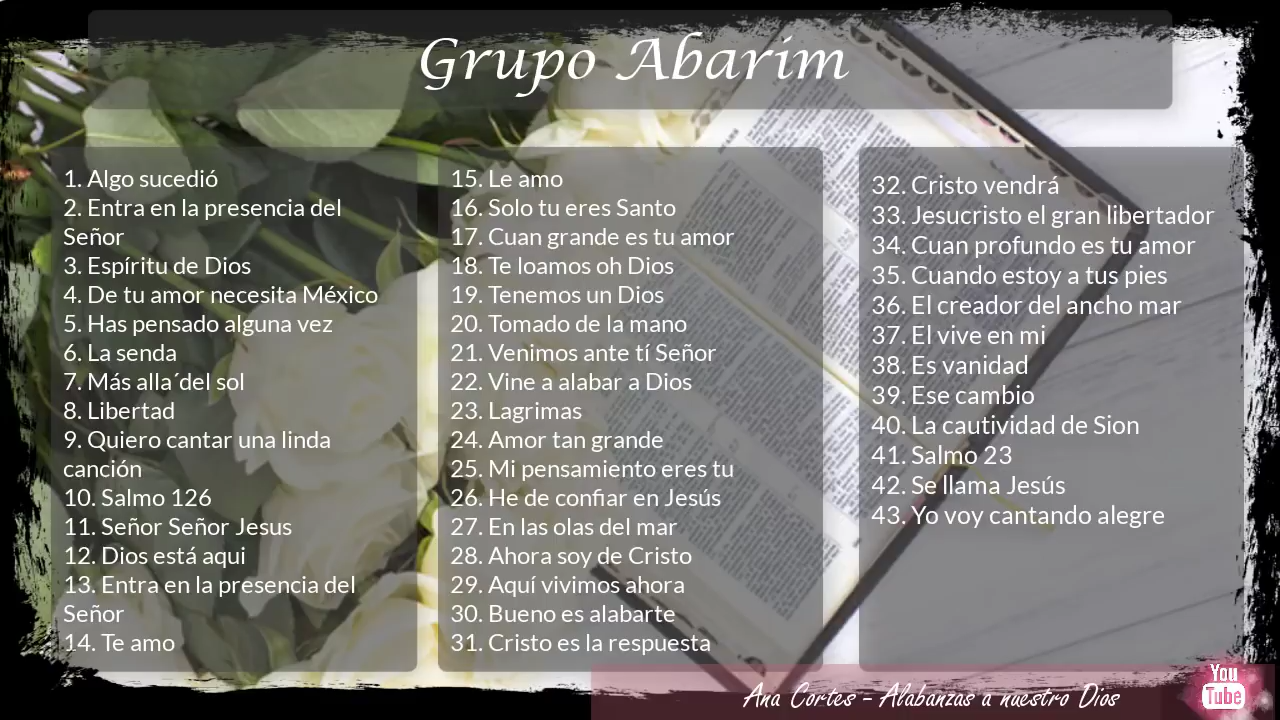 Grupo Abarim
1. Algo sucedió
2. Entra en la presencia del
Señor
3. Espíritu de Dios
4. De tu amor necesita México
5. Has pensado alguna vez
6. La senda
7. Más alla´del sol
8. Libertad
9. Quiero cantar una linda
canción
10. Salmo 126
11. Señor Señor Jesus
12. Dios está aqui
13. Entra en la presencia del
Señor
14. Te amo
15. Le amo
16. Solo tu eres Santo
17. Cuan grande es tu amor
18. Te loamos oh Dios
19. Tenemos un Dios
20. Tomado de la mano
21. Venimos ante tí Señor
22. Vine a alabar a Dios
23. Lagrimas
24. Amor tan grande
25. Mi pensamiento eres tu
26. He de confiar en Jesús
27. En las olas del mar
28. Ahora soy de Cristo
29. Aquí vivimos ahora
30. Bueno es alabarte
31. Cristo es la respuesta
32. Cristo vendrá
33. Jesucristo el gran libertador
34. Cuan profundo es tu amor
35. Cuando estoy a tus pies
36. El creador del ancho mar
37. El vive en mi
38. Es vanidad
39. Ese cambio
40. La cautividad de Sion
41. Salmo 23
42. Se llama Jesús
43. Yo voy cantando alegre
Ana Cortes - Alabanzas a nuestro Dios
You
Tube